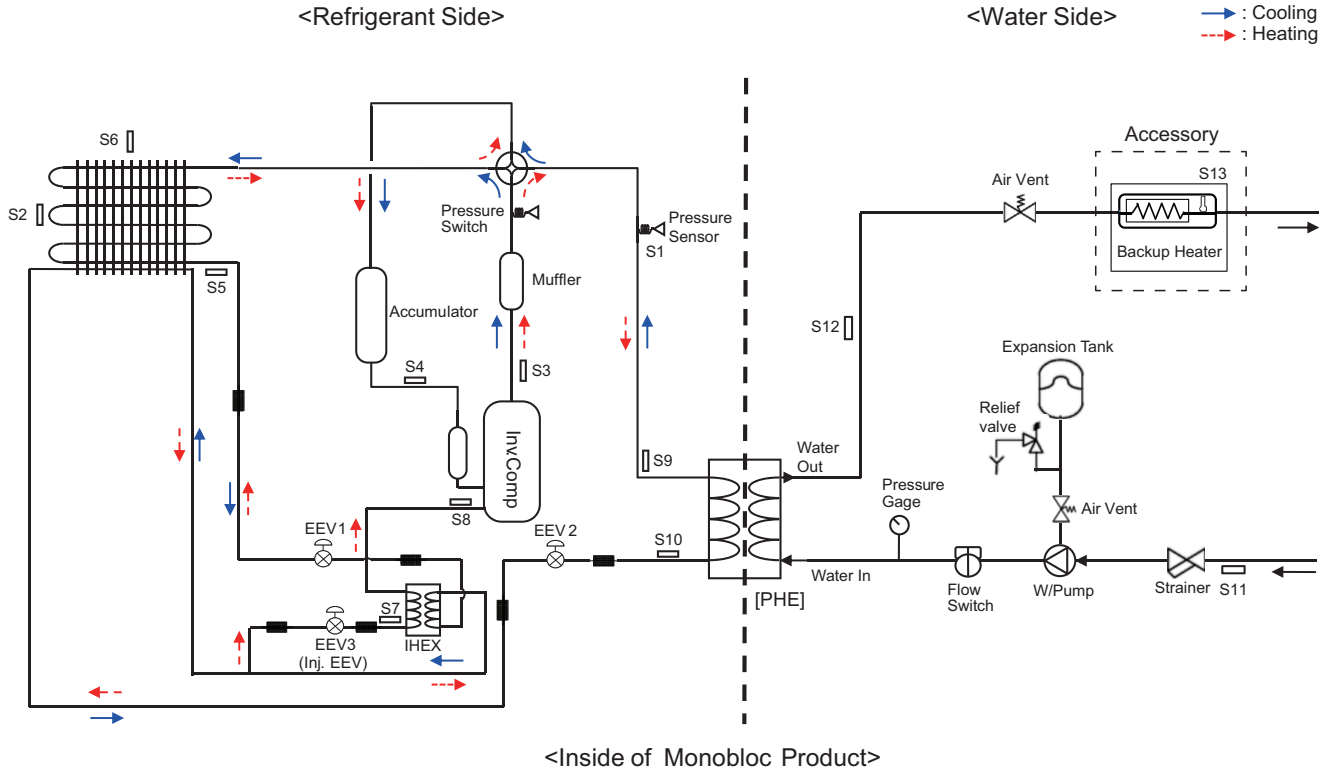 <Refrigerant Side>
<Water Side>
: Cooling
: Heating
S6
S2
S5
Pressure
Switch
Pressure
Sensor
S1
Muffler
Accumulator
S4
S3
Inv.Comp
S8
S9
S10
EEV1
EEV 2
S7
EEV3
(Inj. EEV)
IHEX
[PHE]
Water
Out
Water In
Accessory
S13
Air Vent
Backup Heater
S12
Expansion Tank
Relief
valve
Pressure
Gage
Air Vent
Flow
Switch
W/Pump
Strainer
S11
<Inside of Monobloc Product>